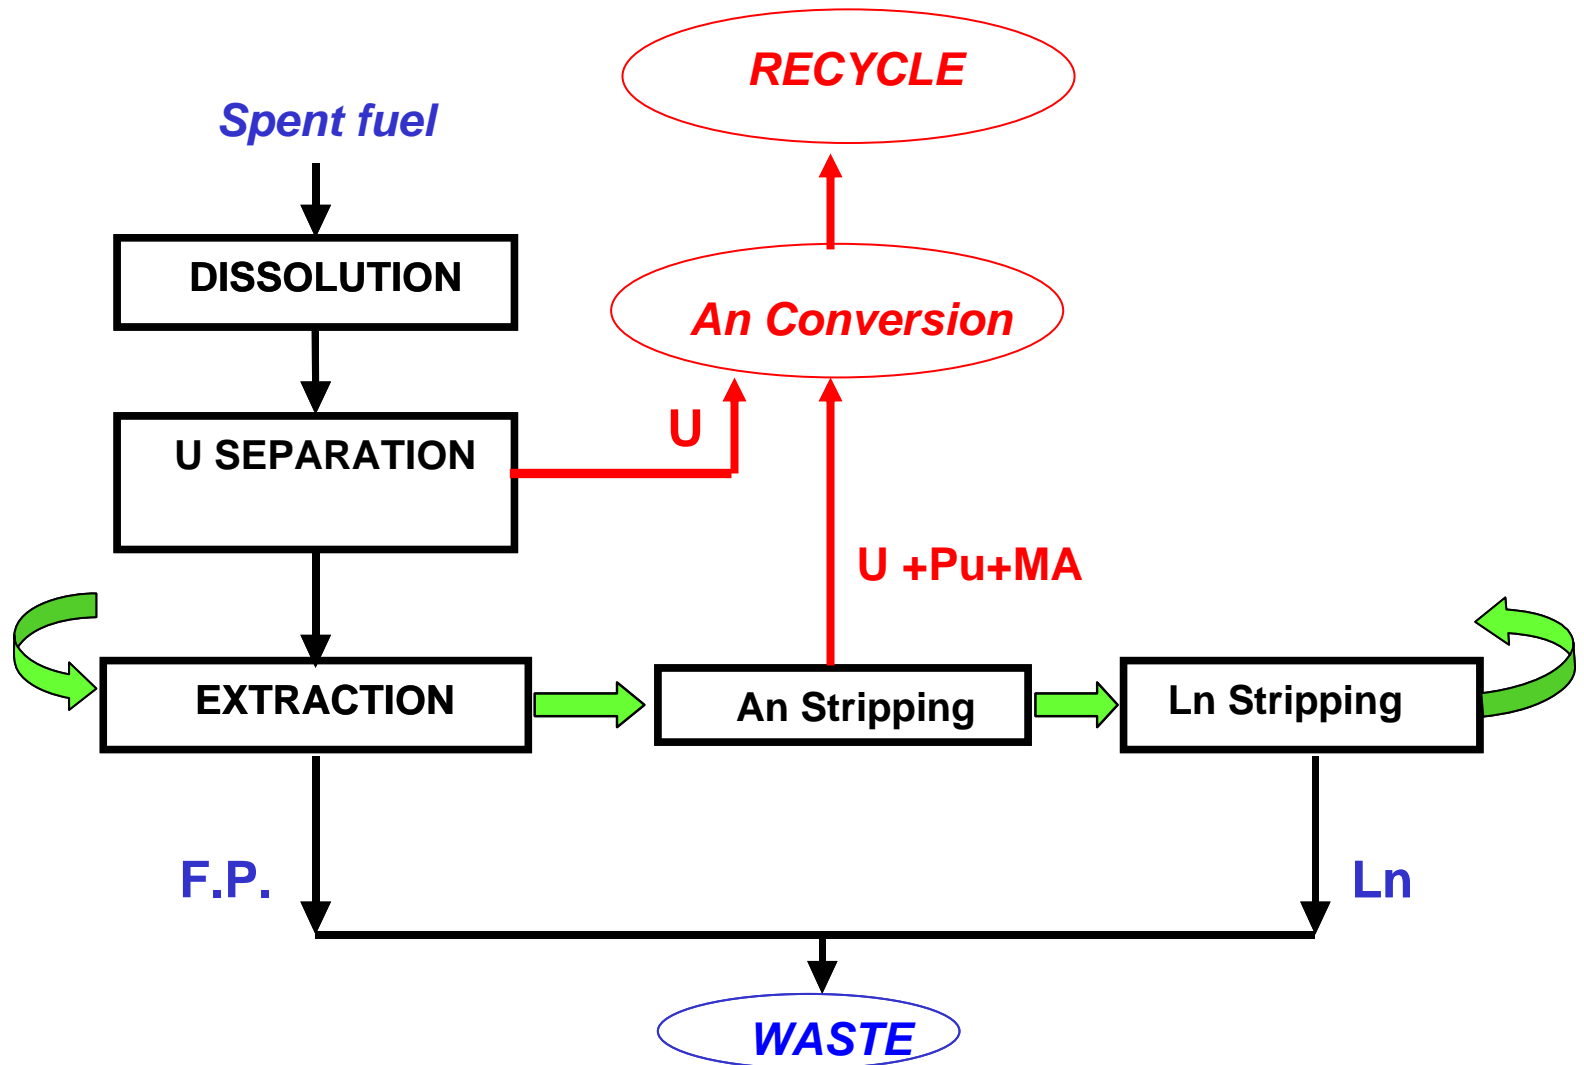 RECYCLE
Spent fuel
DISSOLUTION
An Conversion
U
U SEPARATION
U +Pu+MA
EXTRACTION
An Stripping
Ln Stripping
F.P.
Ln
WASTE